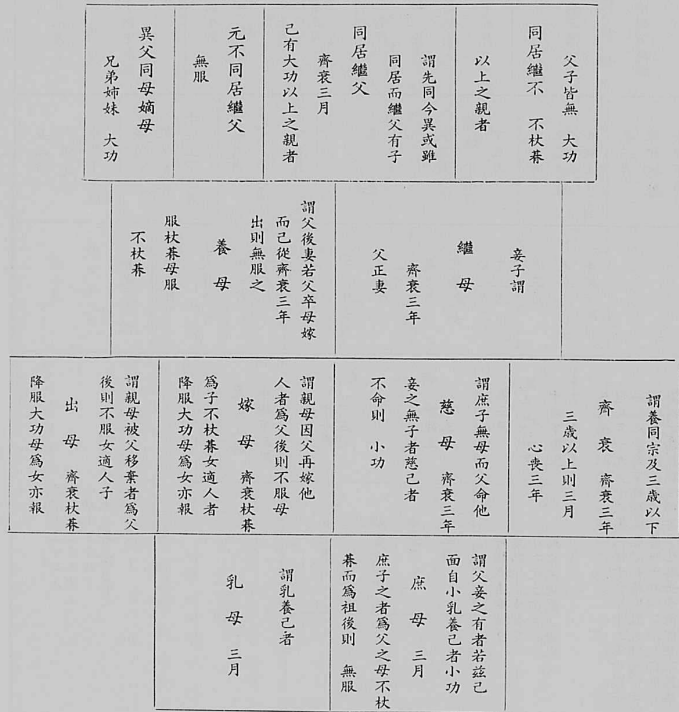 父子皆無 大功
同居繼不 不杖朞
以上之親者
謂先同今異或雖
同居而繼父有子
同居繼父
齊衰三月
己有大功以上之親者
元不同居繼父
無服
異父同母嫡母
兄弟姉妹 大功
妾子謂
繼母
齊衰三年
父正妻
謂父後妻若父卒母嫁
而己從齊衰三年
出則無服之
養母
服杖朞母服
不杖朞
謂養同宗及三歲以下
齊衰 齊衰三年
三歲以上則三月
心喪三年
謂庶子無母而父命他
慈母 齊衰三年
妾之無子者慈己者
不命則 小功
謂親母因父再嫁他
人者爲父後則不服母
嫁母 齊衰杖朞
爲子不杖朞女適人者
降服大功母爲女亦報
謂親母被父移棄者爲父
後則不服女適人子
出母 齊衰杖朞
降服大功母爲女亦報
謂父妾之有者若玆己
面自小乳養己者小功
庶母 三月
庶子之者爲父之母不杖
朞而爲祖後則 無服
謂乳養己者
乳母 三月